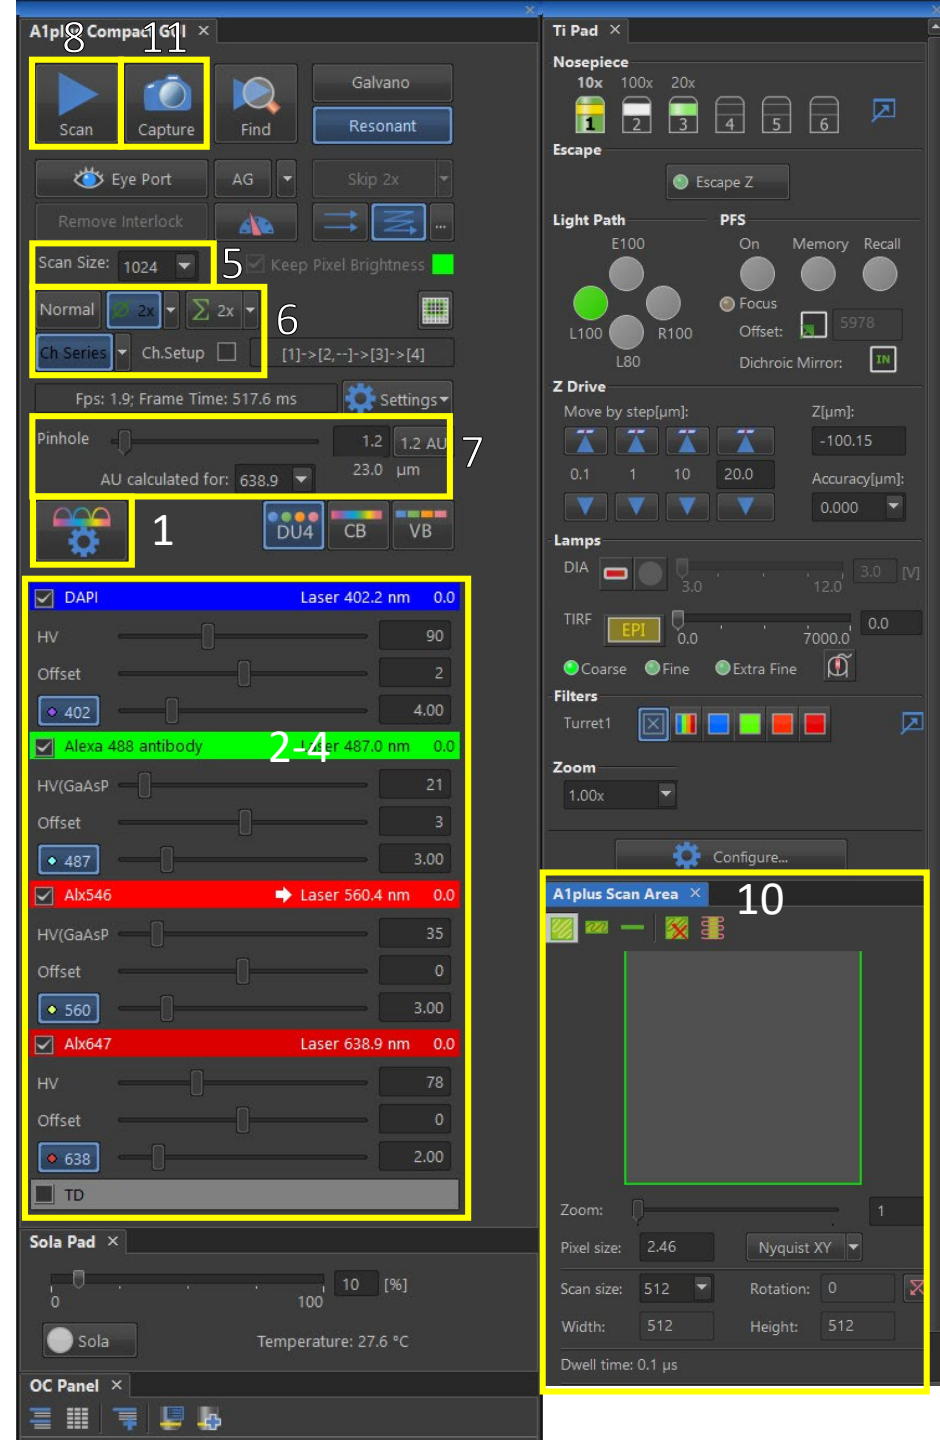 A1plus Compact GUI ×
8
11
Scan
Capture
Find
Galvano
Resonant
Eye Port
AG
Skip 2x
Remove Interlock
...
Scan Size: 1024
5
Keep Pixel Brightness
Normal
2x
Σ 2x
6
Ch Series
Ch.Setup
[1]->[2,--]->[3]->[4]
Fps: 1.9; Frame Time: 517.6 ms
Settings
Pinhole
1.2
1.2 AU
7
AU calculated for: 638.9
23.0 µm
1
DU4
CB
VB
DAPI Laser 402.2 nm 0.0
HV 90
Offset 2
402 4.00
Alexa 488 antibody Laser 487.0 nm 0.0
2-4
HV(GaAsP 21
Offset 3
487 3.00
Alx546 Laser 560.4 nm 0.0
HV(GaAsP 35
Offset 0
560 3.00
Alx647 Laser 638.9 nm 0.0
HV 78
Offset 0
638 2.00
TD
Sola Pad ×
10 [%]
0 100
Sola
Temperature: 27.6 °C
OC Panel ×
Ti Pad ×
Nosepiece
10x 100x 20x
1 2 3 4 5 6
Escape
Escape Z
Light Path
PFS
E100
On Memory Recall
L100
R100
L80
Focus
Offset: 5978
Dichroic Mirror: IN
Z Drive
Move by step[µm]:
Z[µm]:
-100.15
0.1 1 10 20.0
Accuracy[µm]:
0.000
Lamps
DIA
3.0 12.0
3.0 [V]
TIRF EPI
0.0 7000.0
0.0
Coarse Fine Extra Fine
Filters
Turret1
Zoom
1.00x
Configure...
A1plus Scan Area ×
10
Zoom: 1
Pixel size: 2.46 Nyquist XY
Scan size: 512 Rotation: 0
Width: 512 Height: 512
Dwell time: 0.1 µs